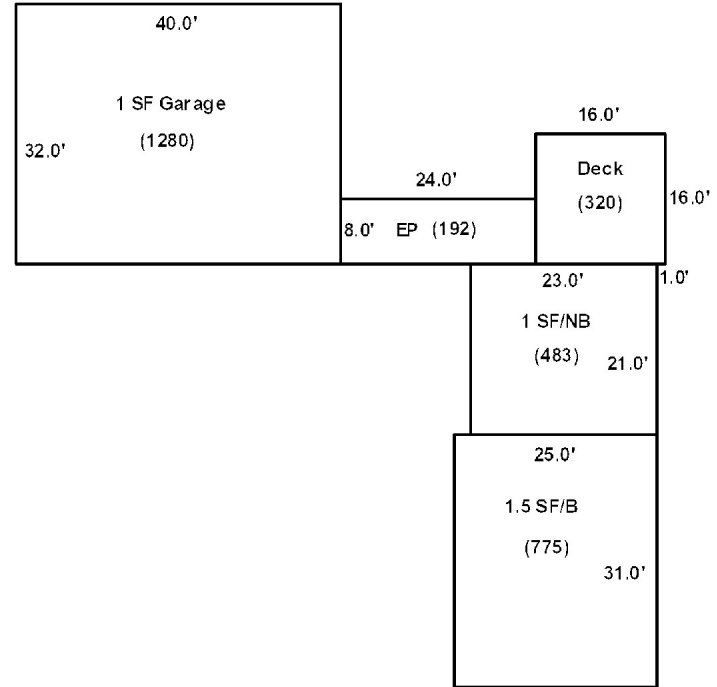 40.0'
1 SF Garage
(1280)
32.0'
16.0'
Deck
(320)
16.0'
24.0'
8.0' EP (192)
23.0'
1.0'
1 SF/NB
(483)
21.0'
25.0'
1.5 SF/B
(775)
31.0'